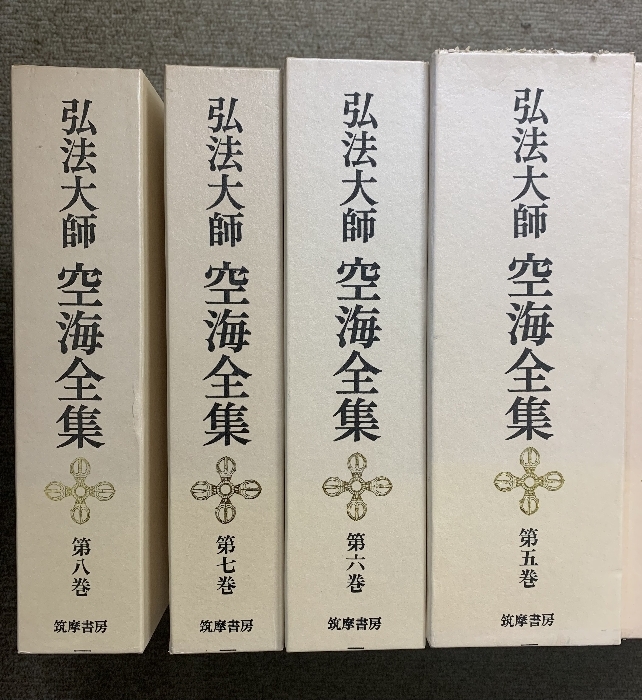 弘法大師 空海全集
第八巻
筑摩書房
弘法大師 空海全集
第七巻
筑摩書房
弘法大師 空海全集
第六巻
筑摩書房
弘法大師 空海全集
第五巻
筑摩書房